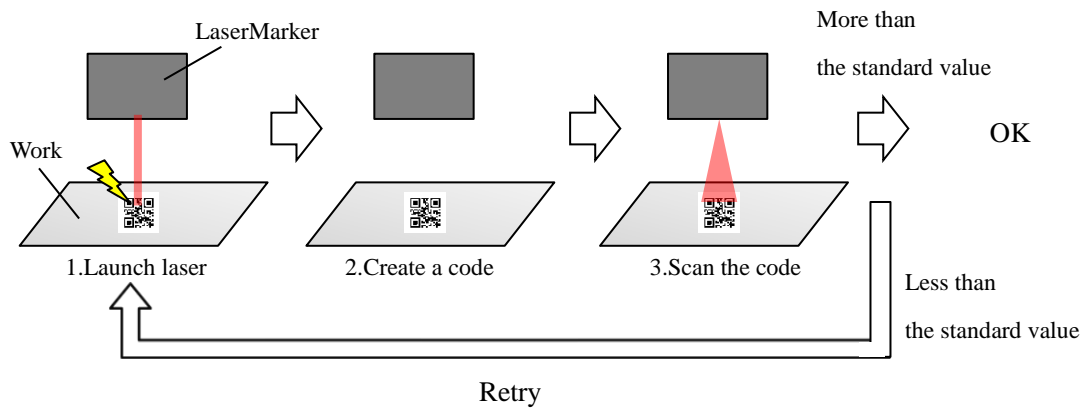 LaserMarker
Work
1.Launch laser
2.Create a code
3.Scan the code
More than
the standard value
OK
Less than
the standard value
Retry